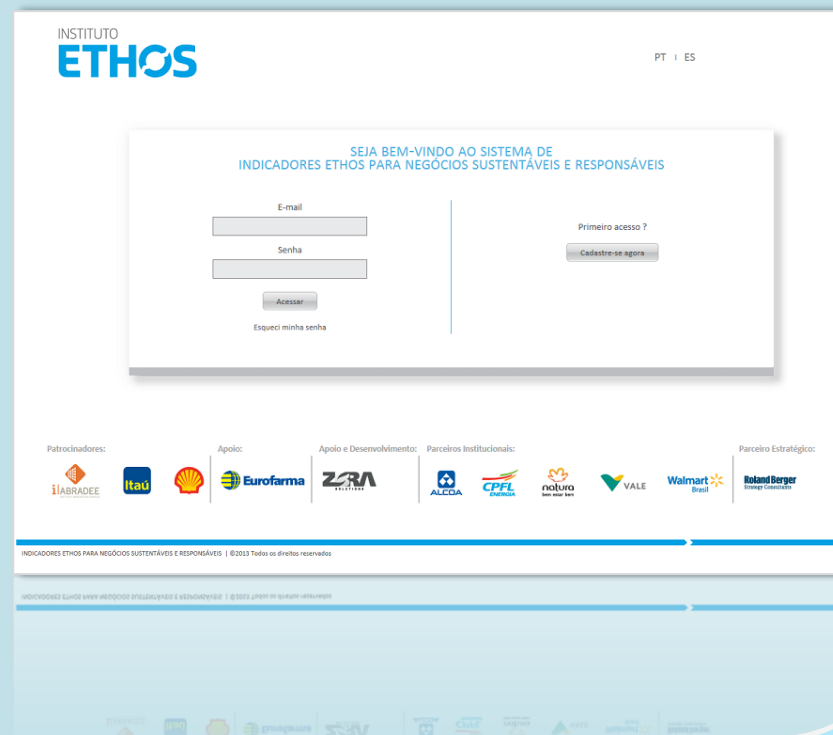 INSTITUTO
ETHOS
PT | ES
SEJA BEM-VINDO AO SISTEMA DE
INDICADORES ETHOS PARA NEGÓCIOS SUSTENTÁVEIS E RESPONSÁVEIS
E-mail
Senha
Acessar
Esqueci minha senha
Primeiro acesso ?
Cadastre-se agora
Patrocinadores:
Apoio:
Apoio e Desenvolvimento:
Parceiros Institucionais:
Parceiro Estratégico:
iABRADEE
Itaú
Eurofarma
ZIRA
SOLUTIONS
ALCOA
CPFL
ENERGIA
natura
bem estar bem
VALE
Walmart
Brasil
Roland Berger
Strategy Consultants
INDICADORES ETHOS PARA NEGÓCIOS SUSTENTÁVEIS E RESPONSÁVEIS | ©2013 Todos os direitos reservados